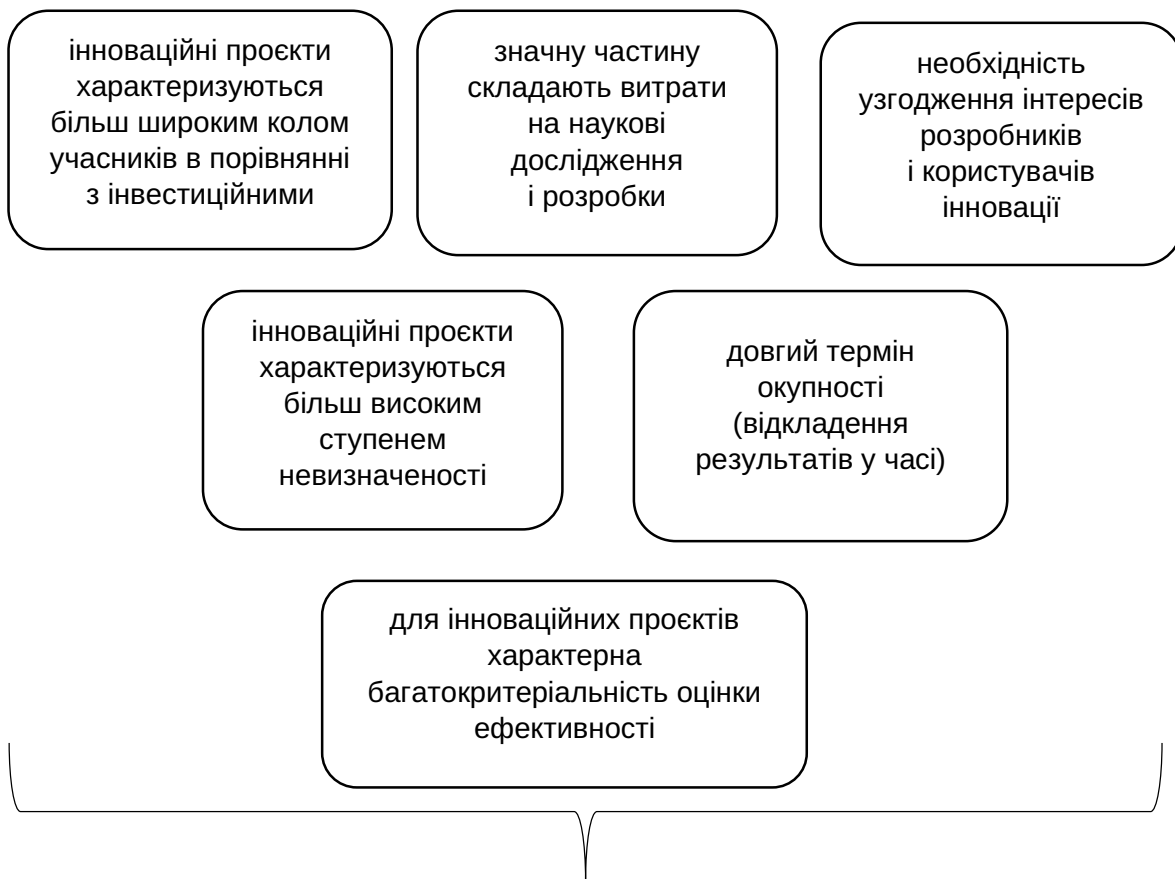 інноваційні проєкти
характеризуються
більш широким колом
учасників в порівнянні
з інвестиційними
значну частину
складають витрати
на наукові
дослідження
і розробки
необхідність
узгодження інтересів
розробників
і користувачів
інновації
інноваційні проєкти
характеризуються
більш високим
ступенем
невизначеності
довгий термін
окупності
(відкладення
результатів у часі)
для інноваційних проєктів
характерна
багатокритеріальність оцінки
ефективності